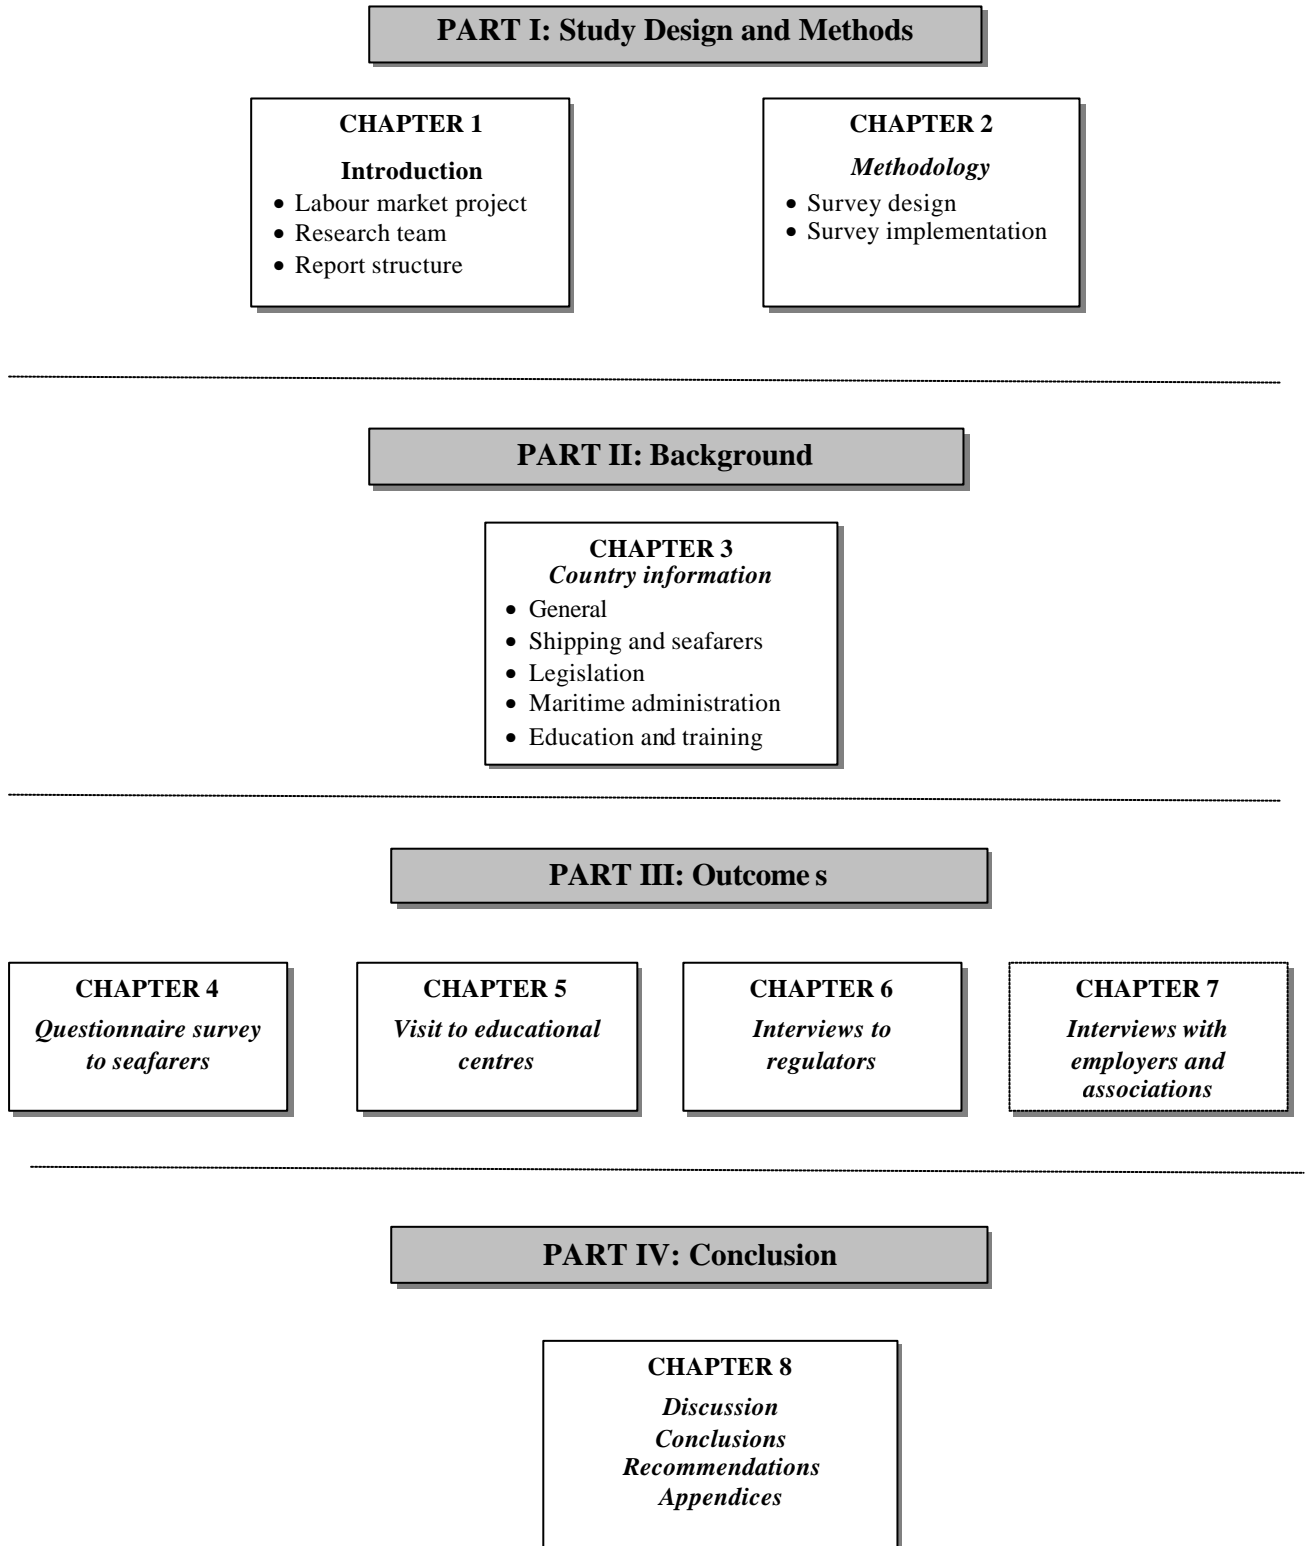 PART I: Study Design and Methods
CHAPTER 1
Introduction
• Labour market project
• Research team
• Report structure
CHAPTER 2
Methodology
• Survey design
• Survey implementation
PART II: Background
CHAPTER 3
Country information
• General
• Shipping and seafarers
• Legislation
• Maritime administration
• Education and training
PART III: Outcome s
CHAPTER 4
Questionnaire survey
to seafarers
CHAPTER 5
Visit to educational
centres
CHAPTER 6
Interviews to
regulators
CHAPTER 7
Interviews with
employers and
associations
PART IV: Conclusion
CHAPTER 8
Discussion
Conclusions
Recommendations
Appendices